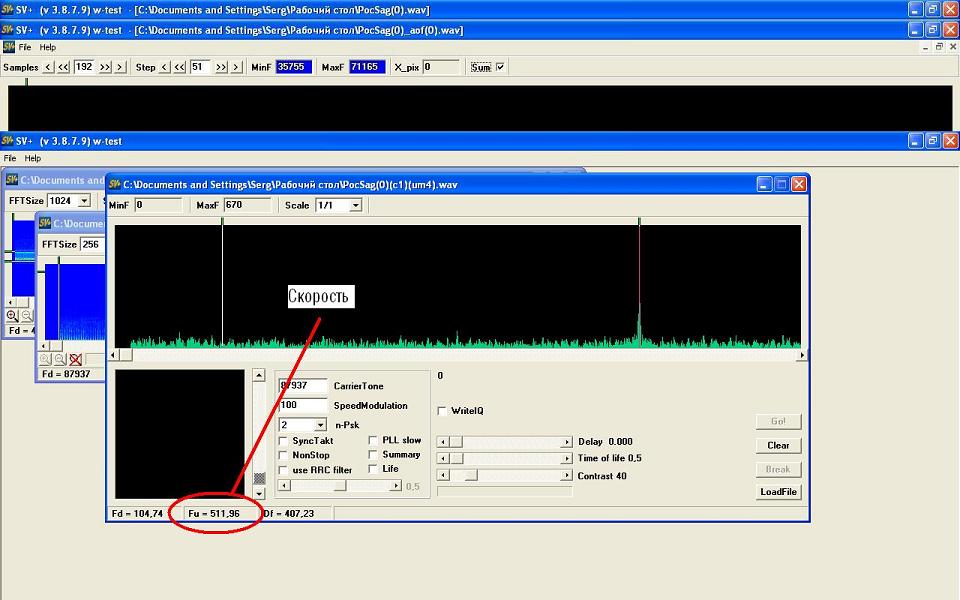 SV+ (v 3.8.7.9) w-test - [C:\Documents and Settings\Serg\Рабочий стол\PocSag(0).wav]
SV+ (v 3.8.7.9) w-test - [C:\Documents and Settings\Serg\Рабочий стол\PocSag(0)_aof(0).wav]
File Help
Samples < << 192 >> > Step < << 51 >> > MinF 35755 MaxF 71165 X_pix 0 Sum
SV+ (v 3.8.7.9) w-test
File Help
C:\Documents and
FFTSize 1024
Fd = 4
C:\Docume
FFTSize 256
Fd = 87937
C:\Documents and Settings\Serg\Рабочий стол\PocSag(0)(c1)(um4).wav
MinF 0 MaxF 670 Scale 1/1
Скорость
87937 CarrierTone
100 SpeedModulation
2 n-Psk
SyncTakt PLL slow
NonStop Summary
use RRC filter Life
0,5
0
WriteIQ
Delay 0.000
Time of life 0,5
Contrast 40
Go!
Clear
Break
LoadFile
Fd = 104,74 Fu = 511,96 Df = 407,23